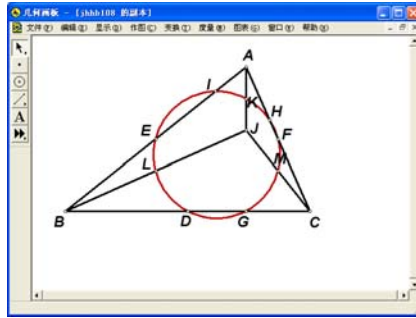 几何画板 - [jhhb108 的副本]
文件(F) 编辑(E) 显示(D) 作图(C) 变换(T) 度量(M) 图表(G) 窗口(W) 帮助(H)
A
I
K
H
E
J
F
L
M
B
D
G
C
A